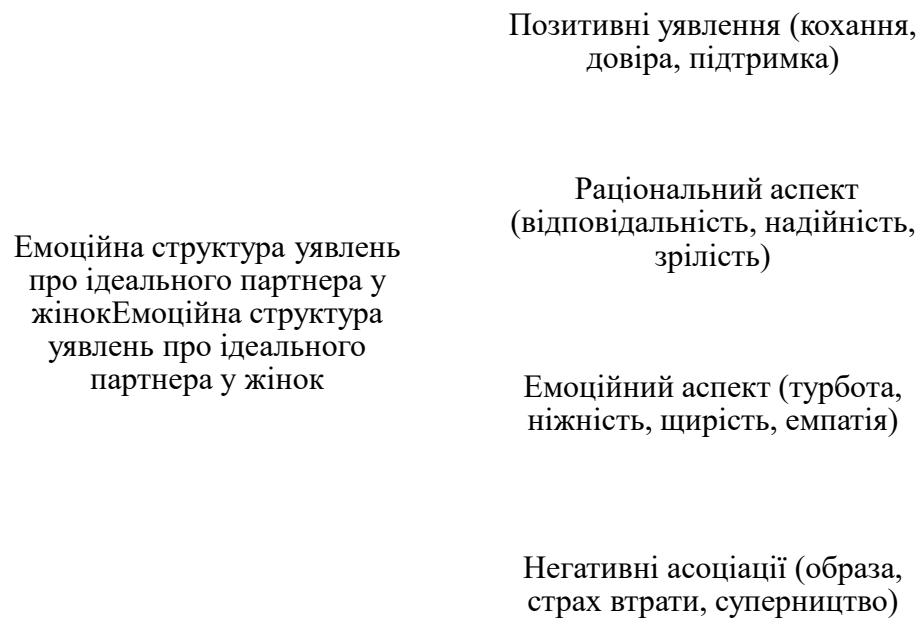 Позитивні уявлення (кохання,
довіра, підтримка)
Раціональний аспект
(відповідальність, надійність,
зрілість)
Емоційна структура уявлень
про ідеального партнера у
жінокЕмоційна структура
уявлень про ідеального
партнера у жінок
Емоційний аспект (турбота,
ніжність, щирість, емпатія)
Негативні асоціації (образа,
страх втрати, суперництво)